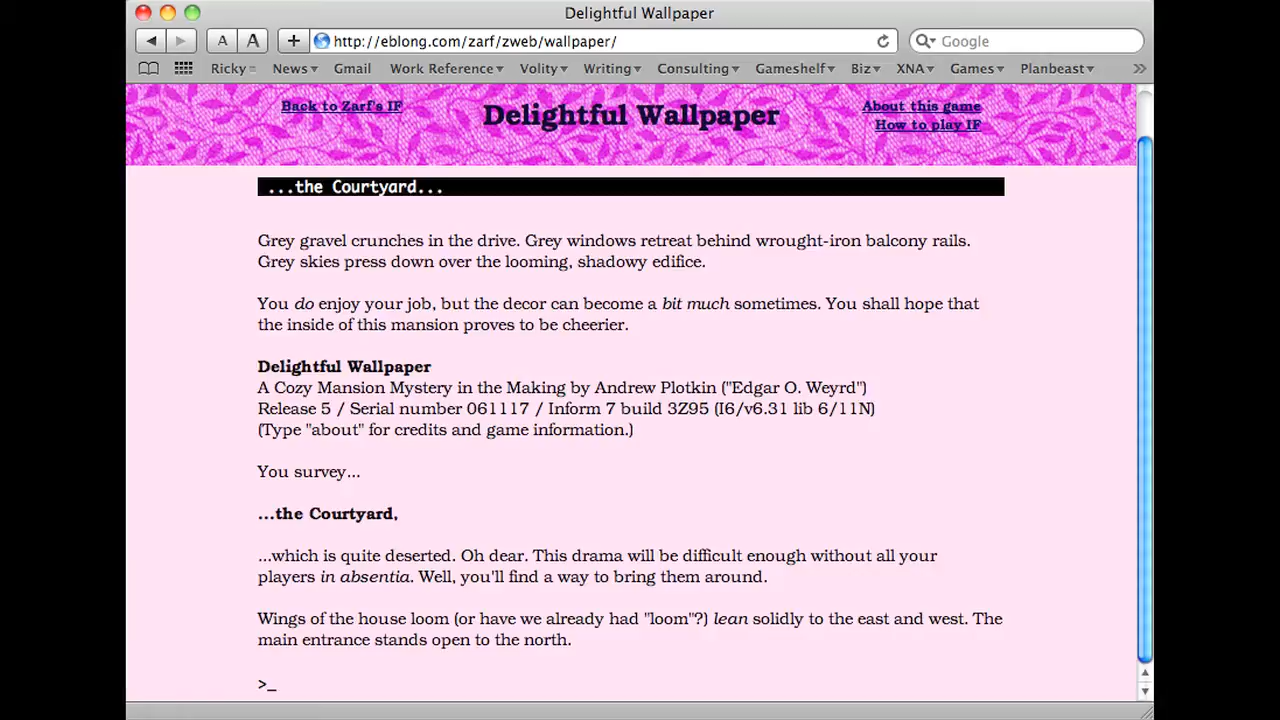 Delightful Wallpaper
A A + http://eblong.com/zarf/zweb/wallpaper/ Google
Ricky News Gmail Work Reference Volity Writing Consulting Gameshelf Biz XNA Games Planbeast »
Back to Zarf's IF Delightful Wallpaper About this game
How to play IF
...the Courtyard...
Grey gravel crunches in the drive. Grey windows retreat behind wrought-iron balcony rails.
Grey skies press down over the looming, shadowy edifice.
You do enjoy your job, but the decor can become a bit much sometimes. You shall hope that
the inside of this mansion proves to be cheerier.
Delightful Wallpaper
A Cozy Mansion Mystery in the Making by Andrew Plotkin ("Edgar O. Weyrd")
Release 5 / Serial number 061117 / Inform 7 build 3Z95 (I6/v6.31 lib 6/11N)
(Type "about" for credits and game information.)
You survey...
...the Courtyard,
...which is quite deserted. Oh dear. This drama will be difficult enough without all your
players in absentia. Well, you'll find a way to bring them around.
Wings of the house loom (or have we already had "loom"?) lean solidly to the east and west. The
main entrance stands open to the north.
>_